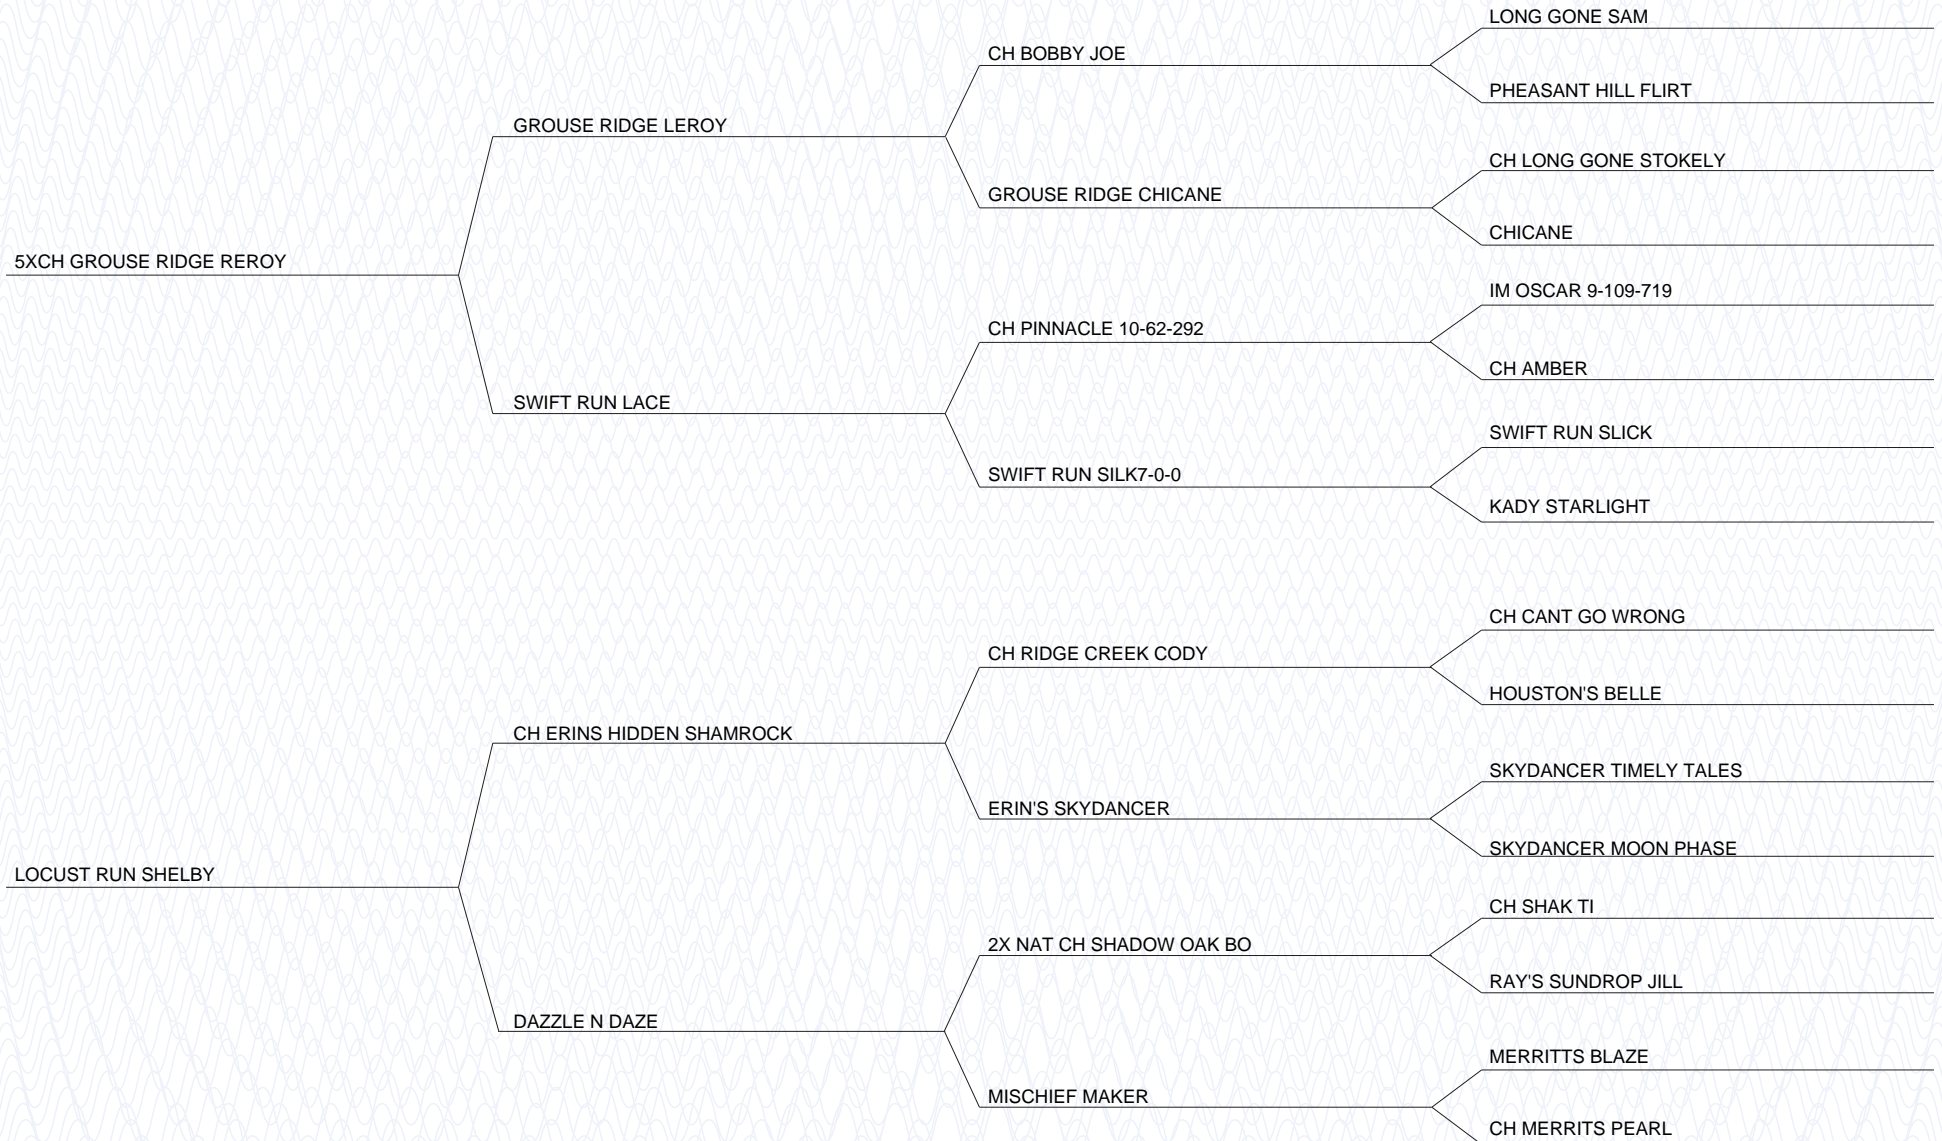 LONG GONE SAM
CH BOBBY JOE
PHEASANT HILL FLIRT
GROUSE RIDGE LEROY
CH LONG GONE STOKELY
GROUSE RIDGE CHICANE
CHICANE
5XCH GROUSE RIDGE REROY
IM OSCAR 9-109-719
CH PINNACLE 10-62-292
CH AMBER
SWIFT RUN LACE
SWIFT RUN SLICK
SWIFT RUN SILK7-0-0
KADY STARLIGHT
CH CANT GO WRONG
CH RIDGE CREEK CODY
HOUSTON'S BELLE
CH ERINS HIDDEN SHAMROCK
SKYDANCER TIMELY TALES
ERIN'S SKYDANCER
SKYDANCER MOON PHASE
LOCUST RUN SHELBY
CH SHAK TI
2X NAT CH SHADOW OAK BO
RAY'S SUNDROP JILL
DAZZLE N DAZE
MERRITTS BLAZE
MISCHIEF MAKER
CH MERRITS PEARL